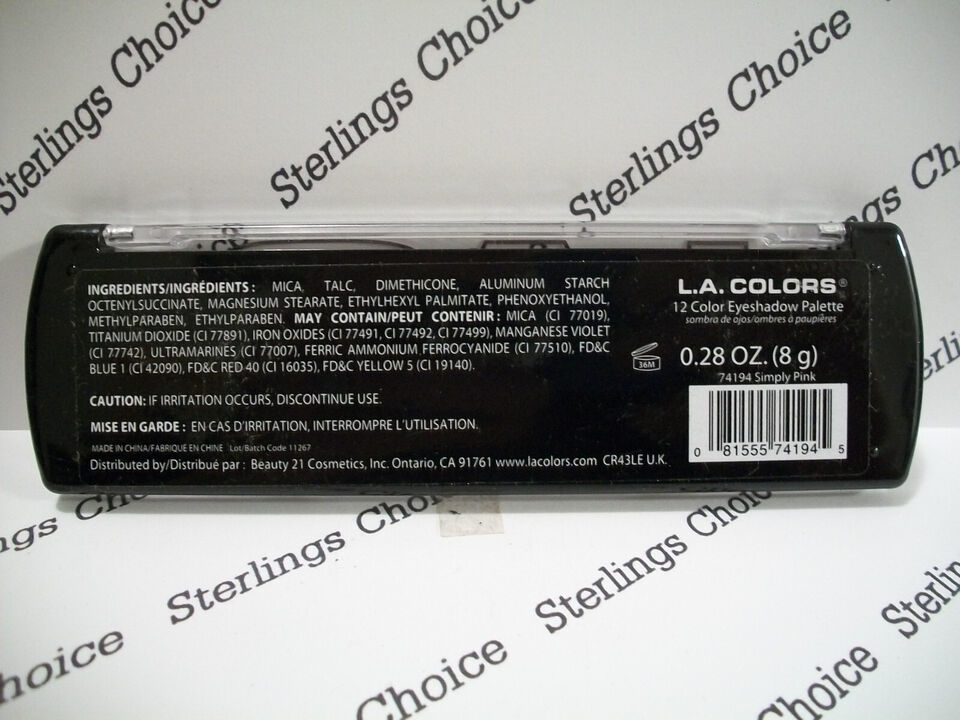 Sterlings Choice
Sterlings Choice
Sterlings Choice
INGREDIENTS/INGRÉDIENTS : MICA, TALC, DIMETHICONE, ALUMINUM STARCH
OCTENYLSUCCINATE, MAGNESIUM STEARATE, ETHYLHEXYL PALMITATE, PHENOXYETHANOL,
METHYLPARABEN, ETHYLPARABEN. MAY CONTAIN/PEUT CONTENIR : MICA (CI 77019),
TITANIUM DIOXIDE (CI 77891), IRON OXIDES (CI 77491, CI 77492, CI 77499), MANGANESE VIOLET
(CI 77742), ULTRAMARINES (CI 77007), FERRIC AMMONIUM FERROCYANIDE (CI 77510), FD&C
BLUE 1 (CI 42090), FD&C RED 40 (CI 16035), FD&C YELLOW 5 (CI 19140).
CAUTION: IF IRRITATION OCCURS, DISCONTINUE USE.
MISE EN GARDE : EN CAS D'IRRITATION, INTERROMPRE L'UTILISATION.
MADE IN CHINA/FABRIQUE EN CHINE Lot/Batch Code 11267
Distributed by/Distribué par : Beauty 21 Cosmetics, Inc. Ontario, CA 91761 www.lacolors.com CR43LE U.K.
L.A. COLORS®
12 Color Eyeshadow Palette
sombra de ojos/ombres à paupières
36M
0.28 OZ. (8 g)
74194 Simply Pink
0 81555 74194 5
Sterlings Choice
Sterlings Choice
Choice
Choice